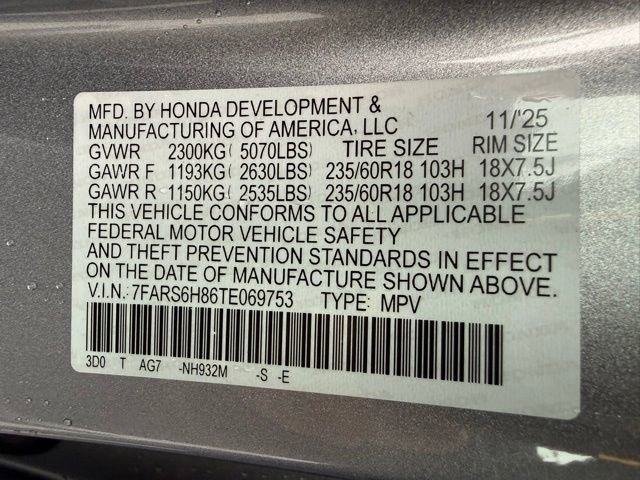 MFD. BY HONDA DEVELOPMENT &
MANUFACTURING OF AMERICA, LLC 11/'25
GVWR 2300KG( 5070LBS) TIRE SIZE RIM SIZE
GAWR F 1193KG( 2630LBS) 235/60R18 103H 18X7.5J
GAWR R 1150KG( 2535LBS) 235/60R18 103H 18X7.5J
THIS VEHICLE CONFORMS TO ALL APPLICABLE
FEDERAL MOTOR VEHICLE SAFETY
AND THEFT PREVENTION STANDARDS IN EFFECT
ON THE DATE OF MANUFACTURE SHOWN ABOVE.
V.I.N.:7FARS6H86TE069753 TYPE: MPV
3D0 T AG7 -NH932M -S -E